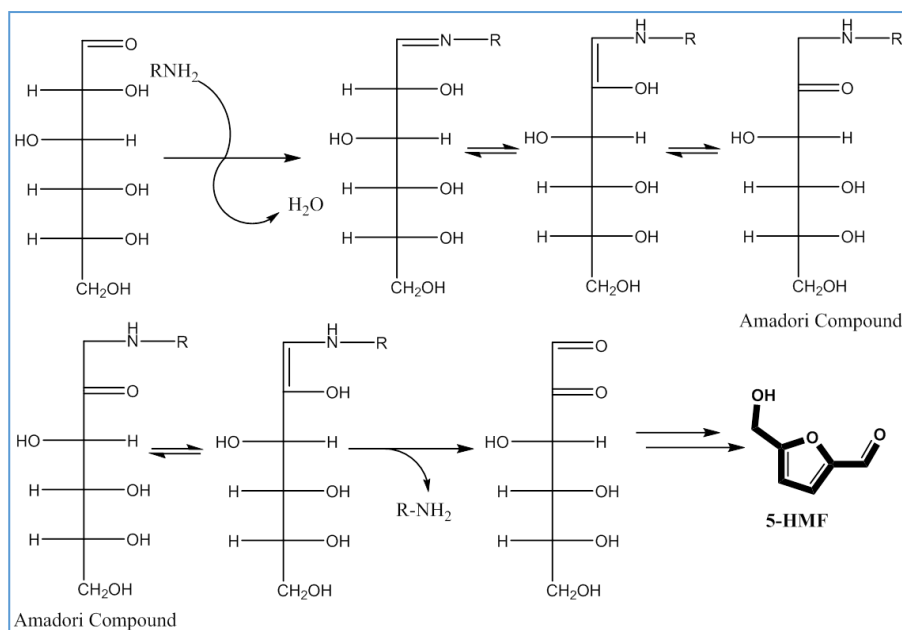 O
RNH2
H OH
HO H
H OH
H OH
CH2OH
H2O
N R
H OH
HO H
H OH
H OH
CH2OH
H
N R
OH
HO H
H OH
H OH
CH2OH
H
N R
O
HO H
H OH
H OH
CH2OH
Amadori Compound
H
N R
O
HO H
H OH
H OH
CH2OH
Amadori Compound
H
N R
OH
HO H
H OH
H OH
CH2OH
R-NH2
O
O
HO H
H OH
H OH
CH2OH
OH
O
O
5-HMF